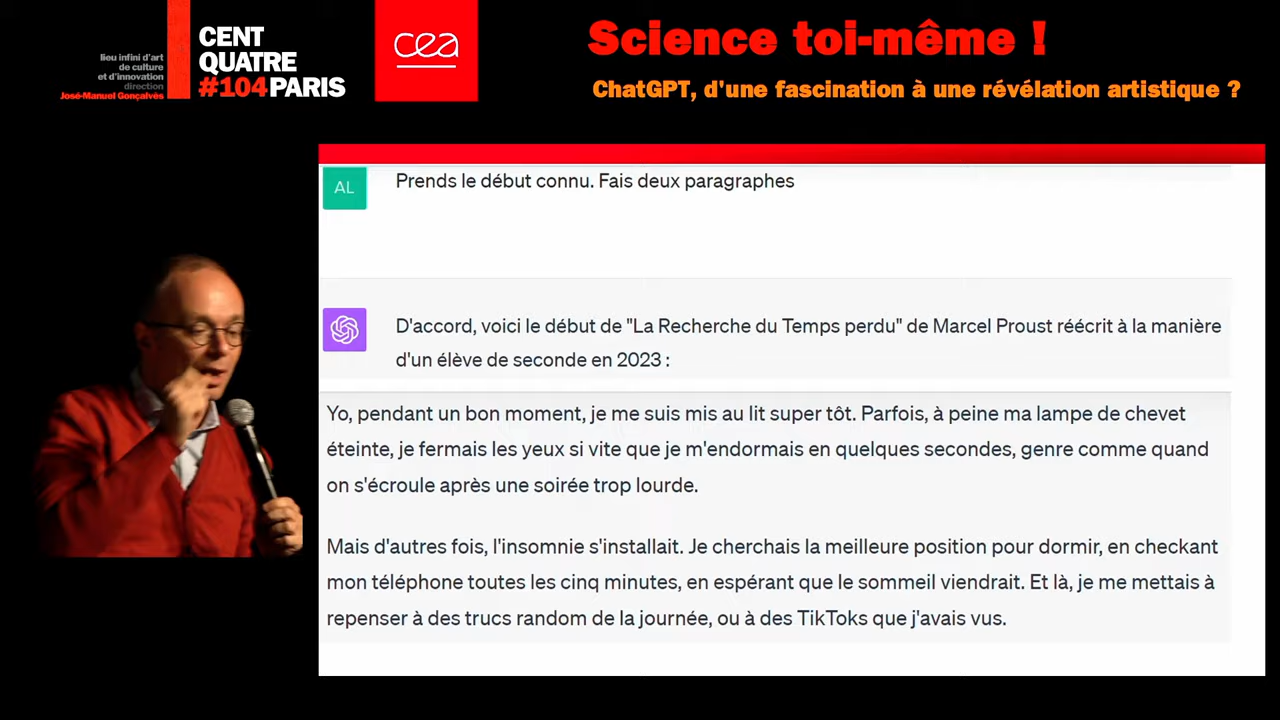 lieu infini d'art
de culture
et d'innovation
direction
José-Manuel Gonçalvès
CENT
QUATRE
#104PARIS
cea
Science toi-même !
ChatGPT, d'une fascination à une révélation artistique ?
AL
Prends le début connu. Fais deux paragraphes
D'accord, voici le début de "La Recherche du Temps perdu" de Marcel Proust réécrit à la manière
d'un élève de seconde en 2023 :
Yo, pendant un bon moment, je me suis mis au lit super tôt. Parfois, à peine ma lampe de chevet
éteinte, je fermais les yeux si vite que je m'endormais en quelques secondes, genre comme quand
on s'écroule après une soirée trop lourde.
Mais d'autres fois, l'insomnie s'installait. Je cherchais la meilleure position pour dormir, en checkant
mon téléphone toutes les cinq minutes, en espérant que le sommeil viendrait. Et là, je me mettais à
repenser à des trucs random de la journée, ou à des TikToks que j'avais vus.